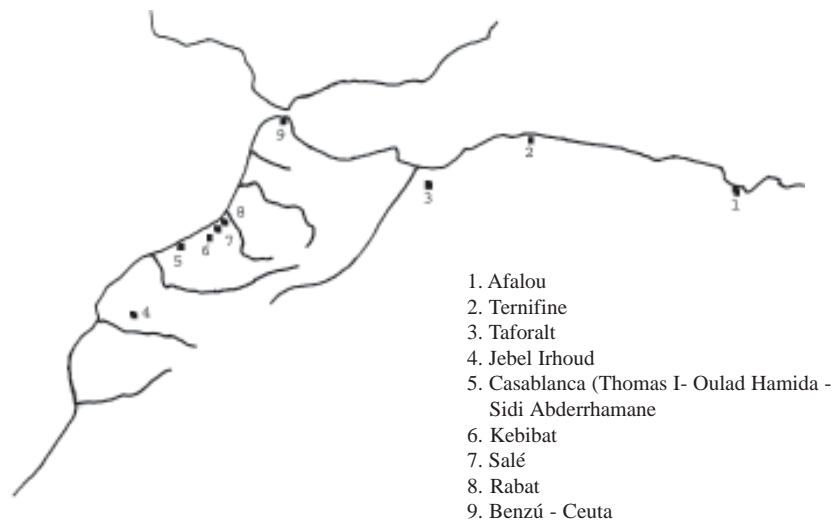 9
2
3
1
8
7
6
5
4
1. Afalou
2. Ternifine
3. Taforalt
4. Jebel Irhoud
5. Casablanca (Thomas I- Oulad Hamida -
Sidi Abderrhamane
6. Kebibat
7. Salé
8. Rabat
9. Benzú - Ceuta